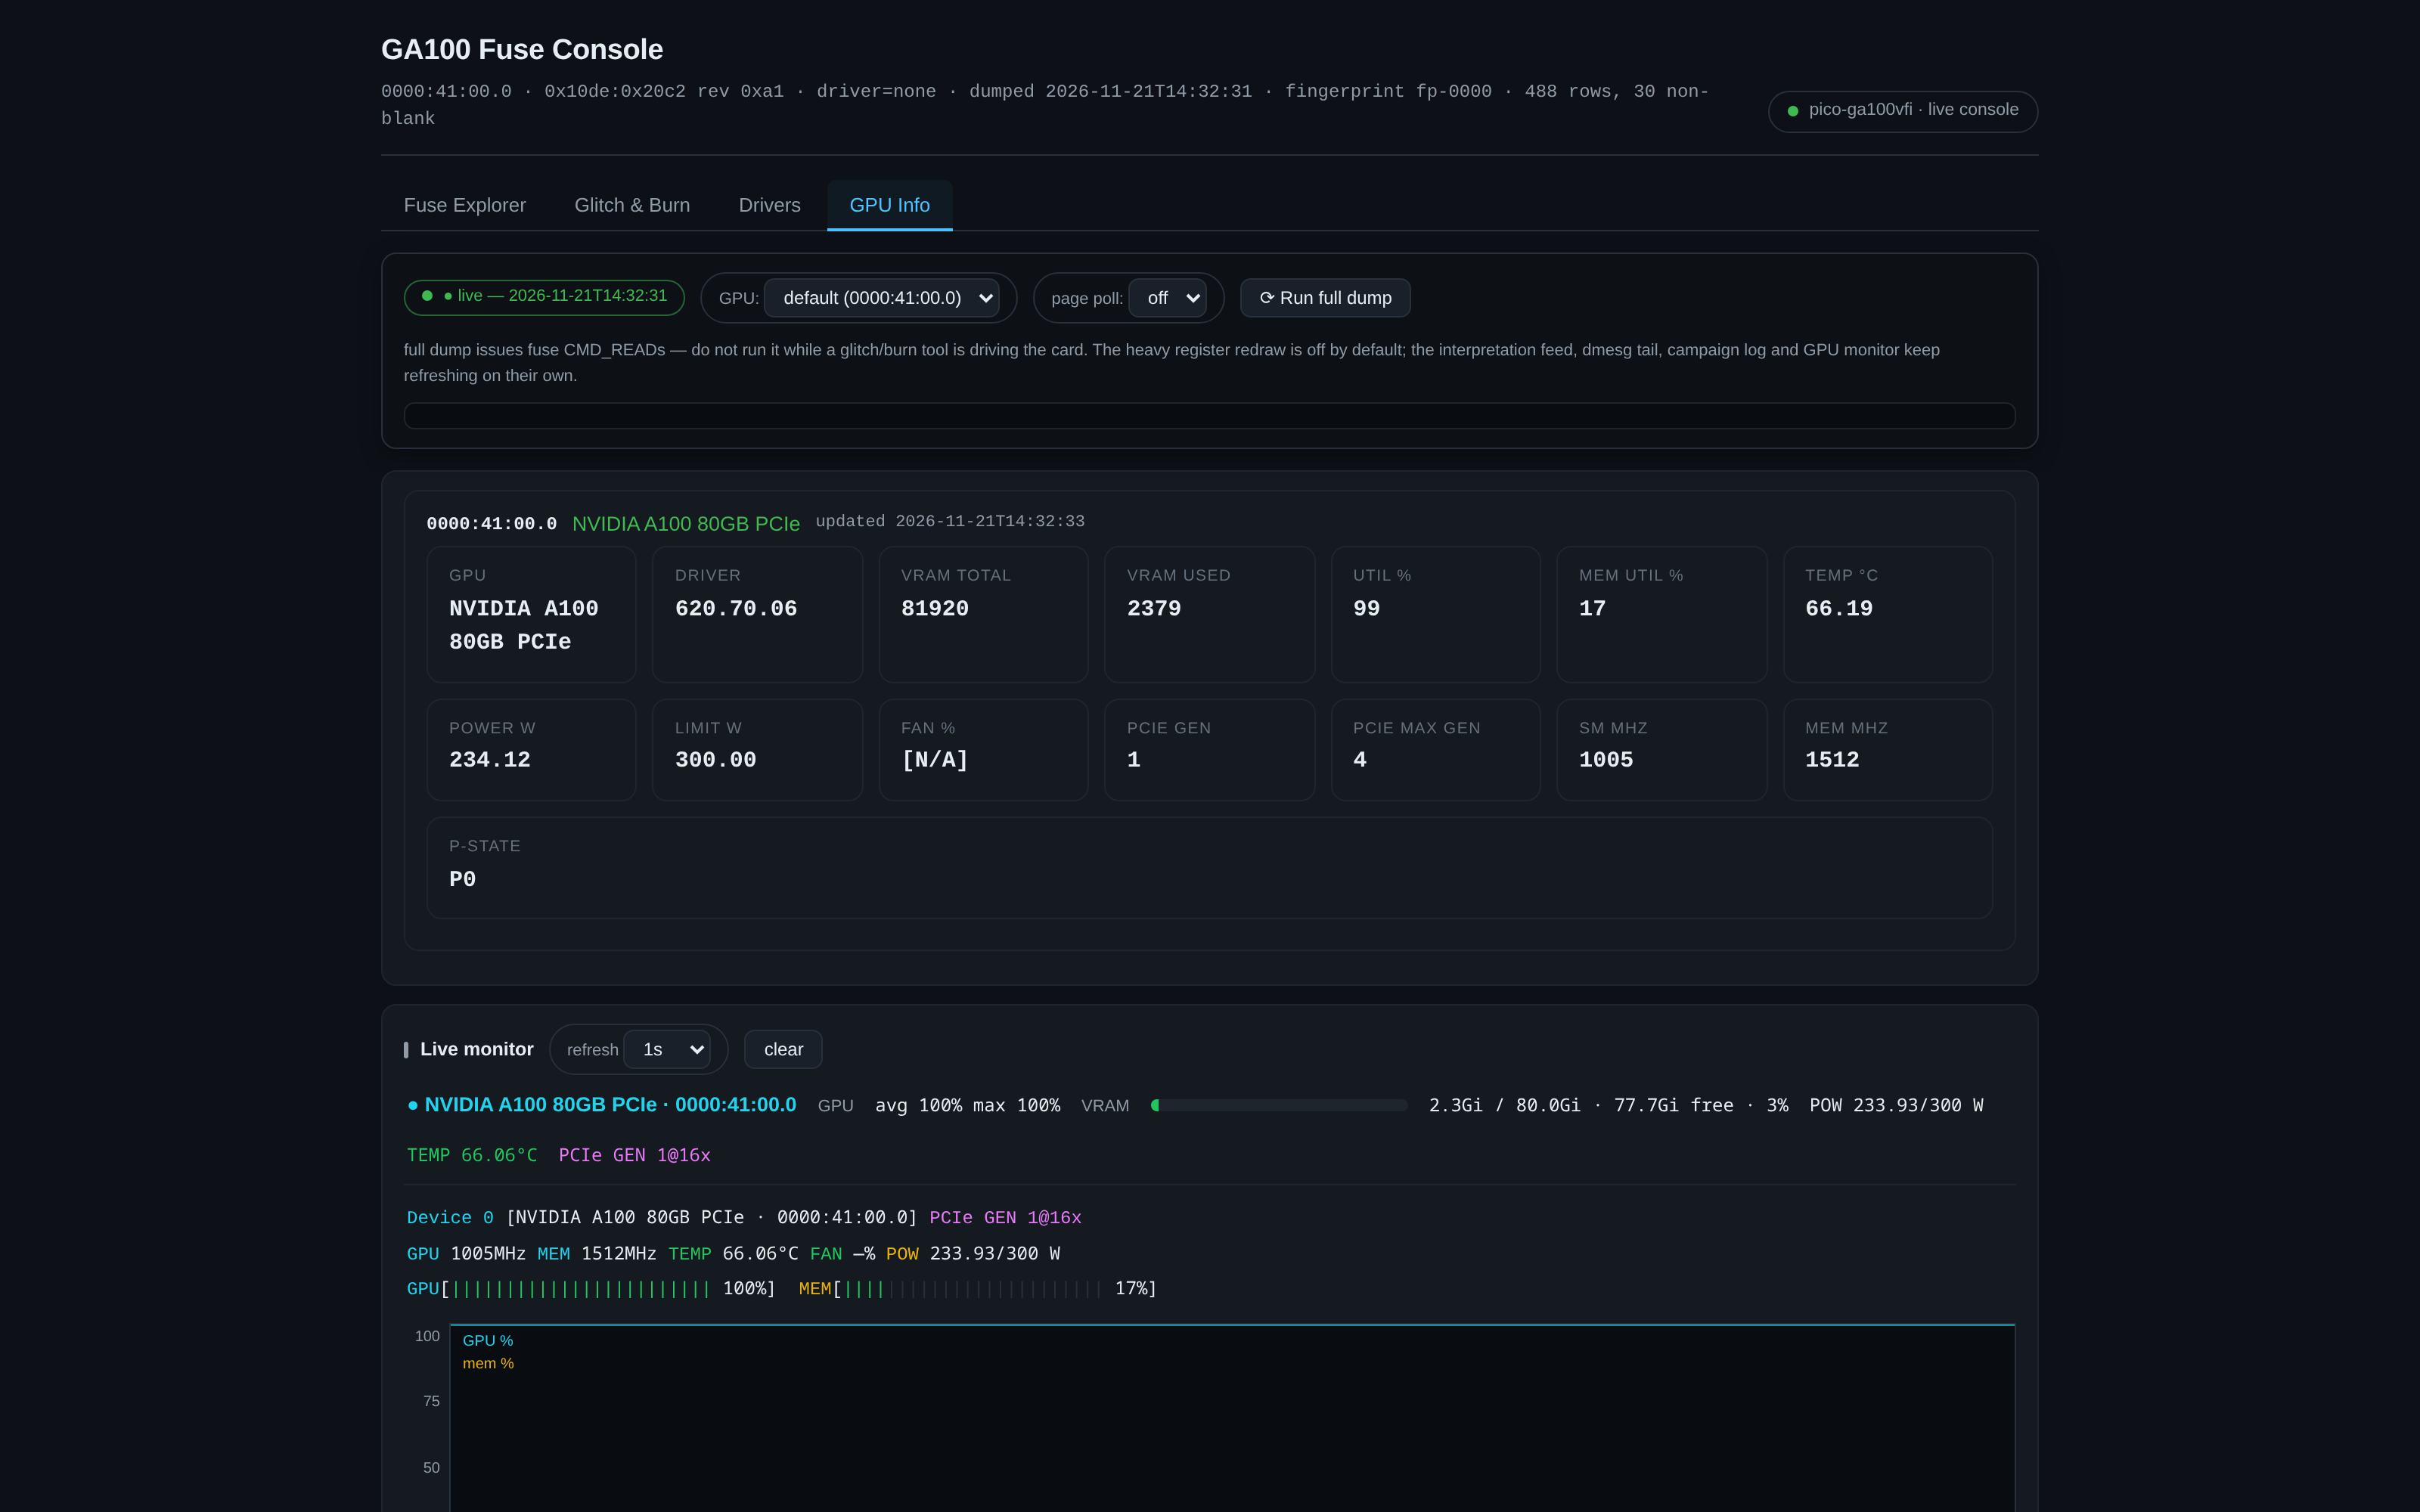 GA100 Fuse Console
0000:41:00.0 · 0x10de:0x20c2 rev 0xa1 · driver=none · dumped 2026-11-21T14:32:31 · fingerprint fp-0000 · 488 rows, 30 non-
blank
pico-ga100vfi · live console
Fuse Explorer Glitch & Burn Drivers GPU Info
● live — 2026-11-21T14:32:31 GPU: default (0000:41:00.0) page poll: off ⟳ Run full dump
full dump issues fuse CMD_READs — do not run it while a glitch/burn tool is driving the card. The heavy register redraw is off by default; the interpretation feed, dmesg tail, campaign log and GPU monitor keep
refreshing on their own.
0000:41:00.0 NVIDIA A100 80GB PCIe updated 2026-11-21T14:32:33
GPU DRIVER VRAM TOTAL VRAM USED UTIL % MEM UTIL % TEMP °C
NVIDIA A100 620.70.06 81920 2379 99 17 66.19
80GB PCIe
POWER W LIMIT W FAN % PCIE GEN PCIE MAX GEN SM MHZ MEM MHZ
234.12 300.00 [N/A] 1 4 1005 1512
P-STATE
P0
Live monitor refresh 1s clear
● NVIDIA A100 80GB PCIe · 0000:41:00.0 GPU avg 100% max 100% VRAM 2.3Gi / 80.0Gi · 77.7Gi free · 3% POW 233.93/300 W
TEMP 66.06°C PCIe GEN 1@16x
Device 0 [NVIDIA A100 80GB PCIe · 0000:41:00.0] PCIe GEN 1@16x
GPU 1005MHz MEM 1512MHz TEMP 66.06°C FAN —% POW 233.93/300 W
GPU[|||||||||||||||||||||||| 100%] MEM[|||||||||||||||||||||||| 17%]
100
GPU %
mem %
75
50